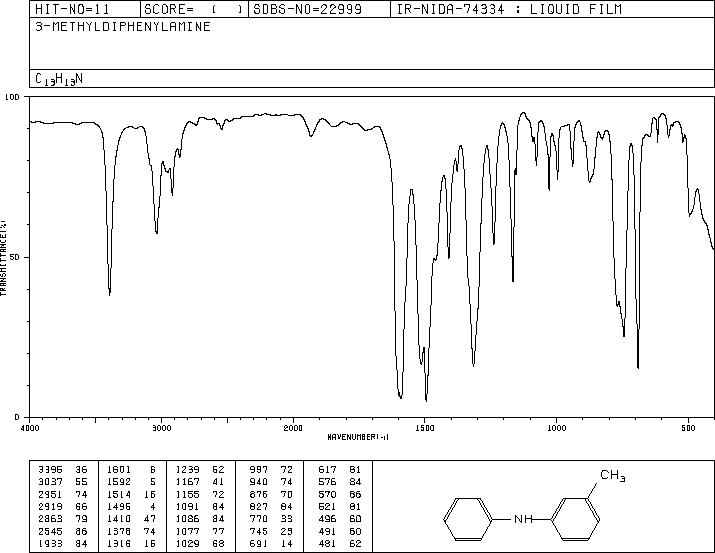 HIT-NO=11 SCORE= ( ) SDBS-NO=22999 IR-NIDA-74334 : LIQUID FILM
3-METHYLDIPHENYLAMINE
C13H13N
100
TRANSMITTANCE(%)
50
0
4000 3000 2000 1500 1000 500
WAVENUMBER(-1)
3395 36 1601 6 1239 52 997 72 617 81
3037 55 1592 5 1167 41 940 74 576 84
2951 74 1514 16 1155 72 876 70 570 86
2919 66 1496 4 1091 84 827 84 521 81
2863 79 1410 47 1086 84 770 33 496 60
2545 86 1378 74 1077 77 745 25 491 60
1933 84 1316 15 1029 68 691 14 481 62
CH3
NH